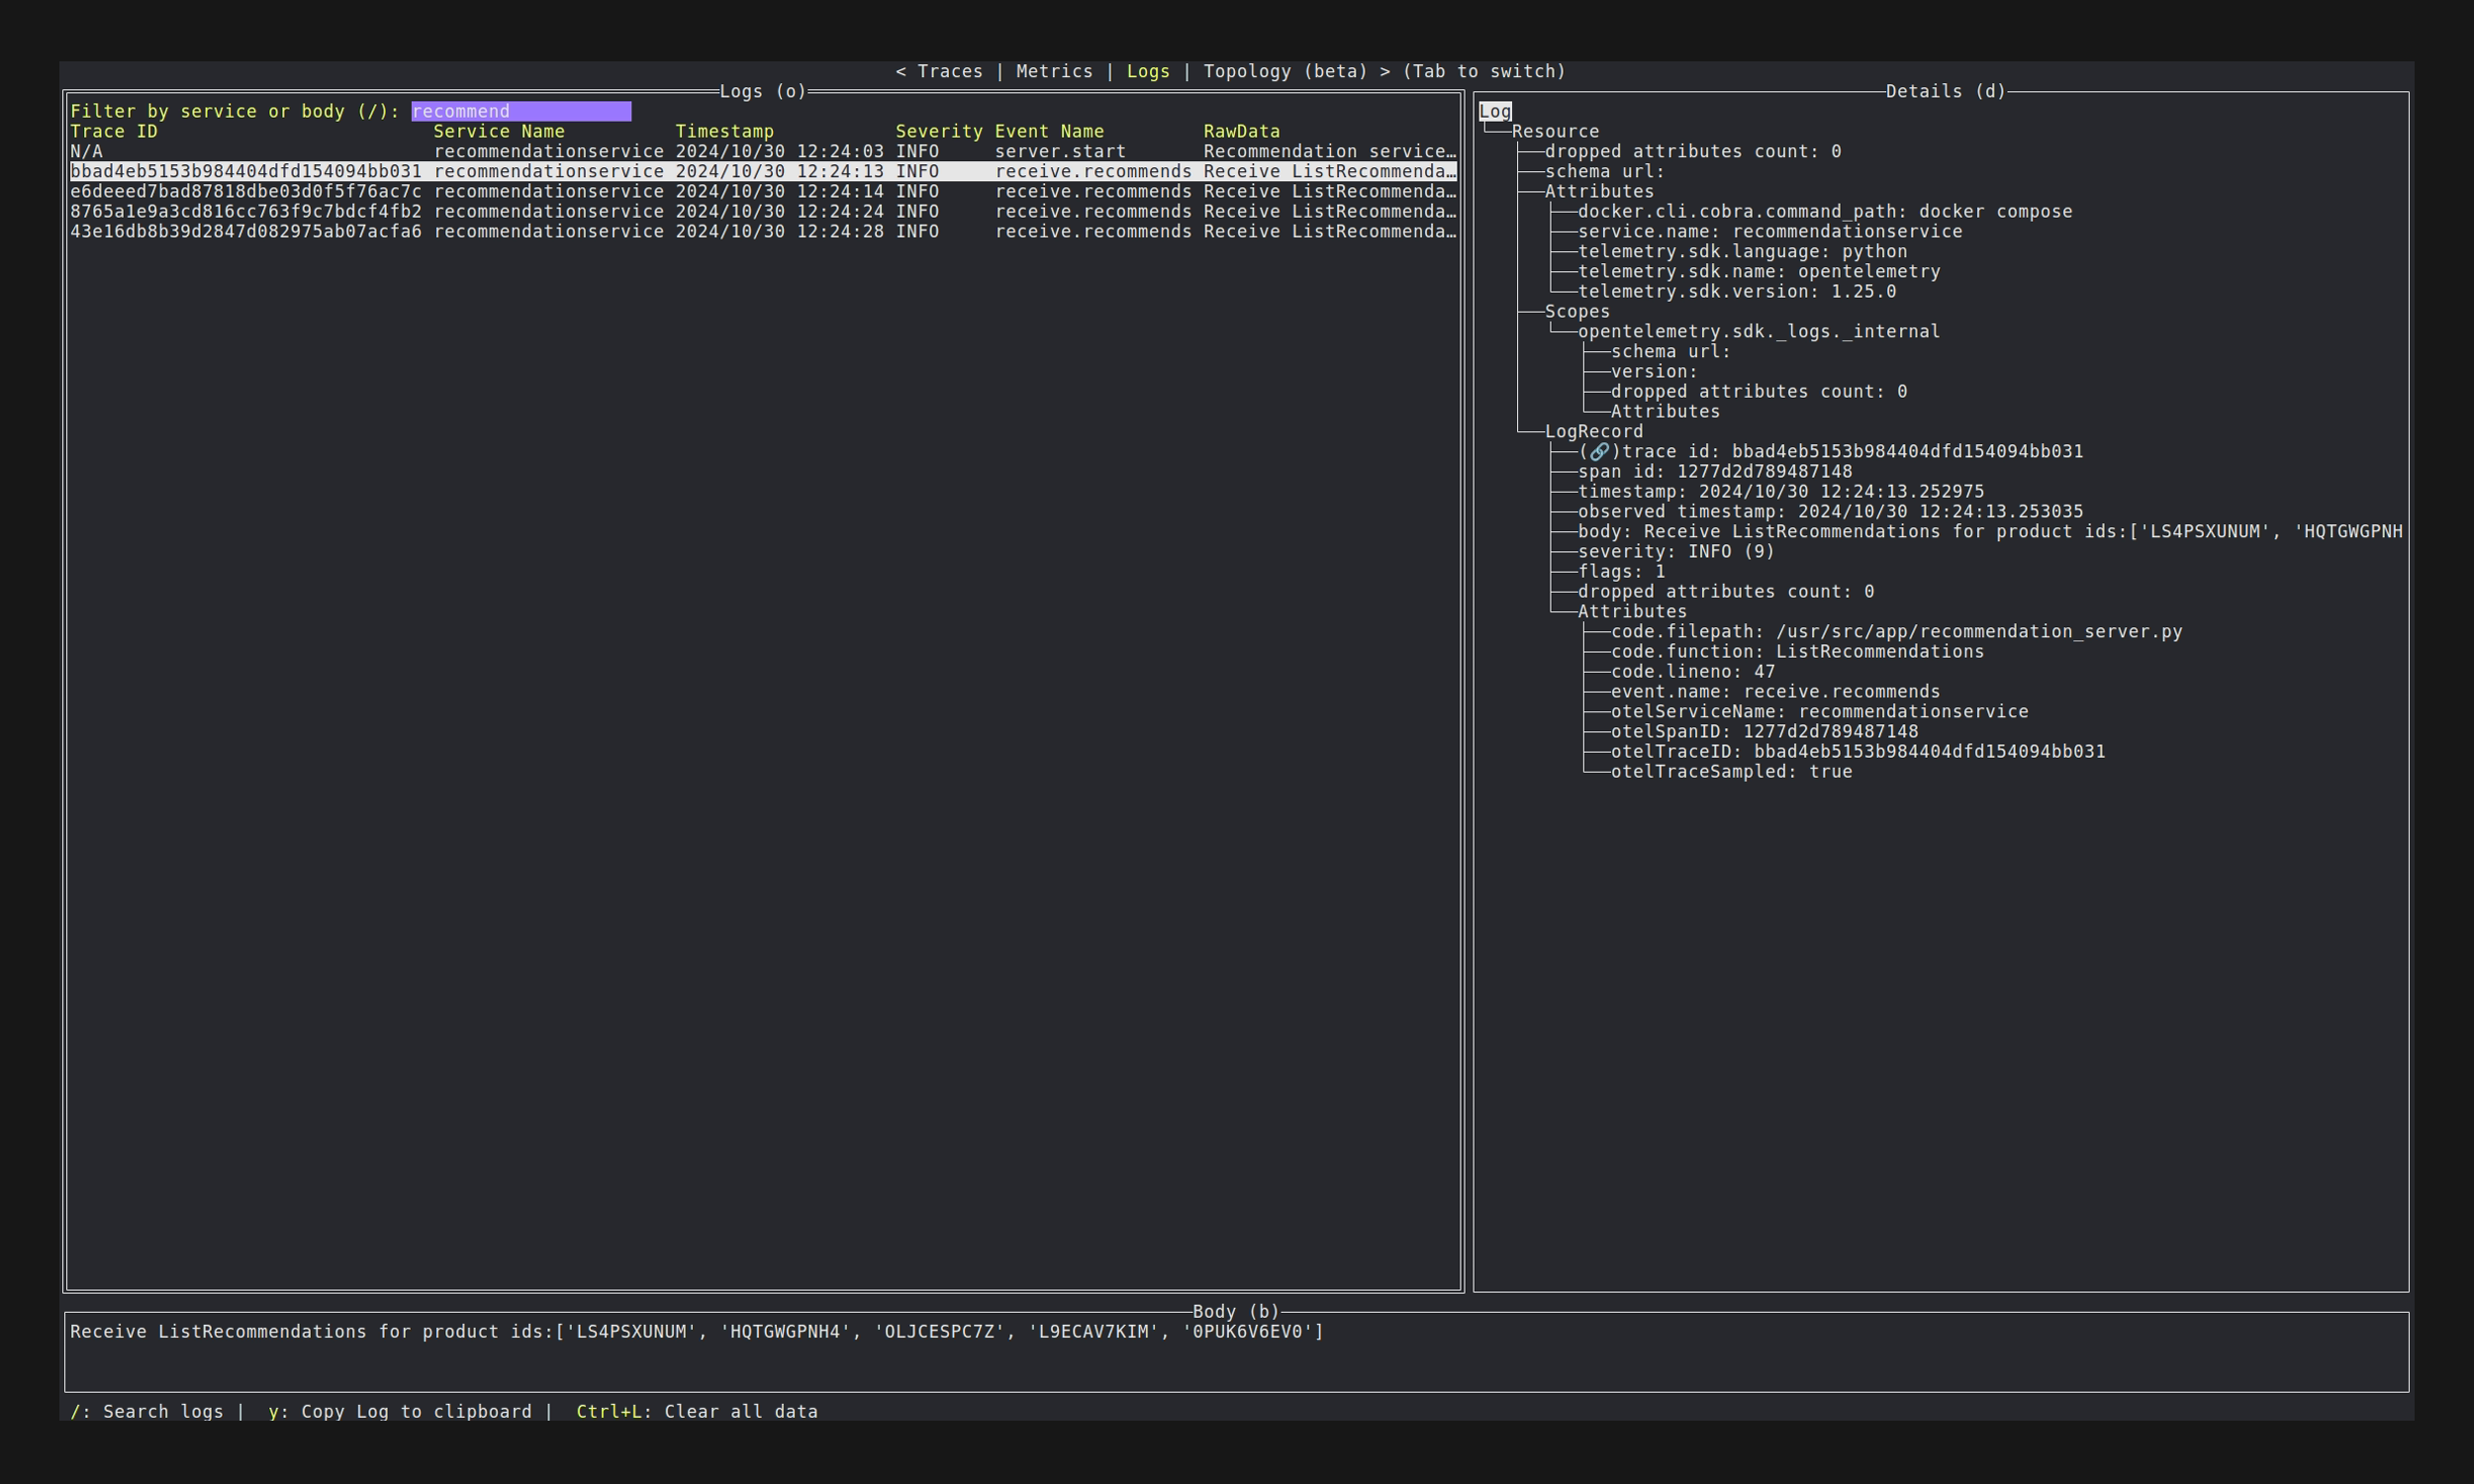 < Traces | Metrics | Logs | Topology (beta) > (Tab to switch)
Logs (o)
Filter by service or body (/): recommend
Trace ID Service Name Timestamp Severity Event Name RawData
N/A recommendationservice 2024/10/30 12:24:03 INFO server.start Recommendation service…
bbad4eb5153b984404dfd154094bb031 recommendationservice 2024/10/30 12:24:13 INFO receive.recommends Receive ListRecommenda…
e6deeed7bad87818dbe03d0f5f76ac7c recommendationservice 2024/10/30 12:24:14 INFO receive.recommends Receive ListRecommenda…
8765a1e9a3cd816cc763f9c7bdcf4fb2 recommendationservice 2024/10/30 12:24:24 INFO receive.recommends Receive ListRecommenda…
43e16db8b39d2847d082975ab07acfa6 recommendationservice 2024/10/30 12:24:28 INFO receive.recommends Receive ListRecommenda…
Details (d)
Log
Resource
dropped attributes count: 0
schema url:
Attributes
docker.cli.cobra.command_path: docker compose
service.name: recommendationservice
telemetry.sdk.language: python
telemetry.sdk.name: opentelemetry
telemetry.sdk.version: 1.25.0
Scopes
opentelemetry.sdk._logs._internal
schema url:
version:
dropped attributes count: 0
Attributes
LogRecord
(🔗)trace id: bbad4eb5153b984404dfd154094bb031
span id: 1277d2d789487148
timestamp: 2024/10/30 12:24:13.252975
observed timestamp: 2024/10/30 12:24:13.253035
body: Receive ListRecommendations for product ids:['LS4PSXUNUM', 'HQTGWGPNH
severity: INFO (9)
flags: 1
dropped attributes count: 0
Attributes
code.filepath: /usr/src/app/recommendation_server.py
code.function: ListRecommendations
code.lineno: 47
event.name: receive.recommends
otelServiceName: recommendationservice
otelSpanID: 1277d2d789487148
otelTraceID: bbad4eb5153b984404dfd154094bb031
otelTraceSampled: true
Body (b)
Receive ListRecommendations for product ids:['LS4PSXUNUM', 'HQTGWGPNH4', 'OLJCESPC7Z', 'L9ECAV7KIM', '0PUK6V6EV0']
/: Search logs | y: Copy Log to clipboard | Ctrl+L: Clear all data